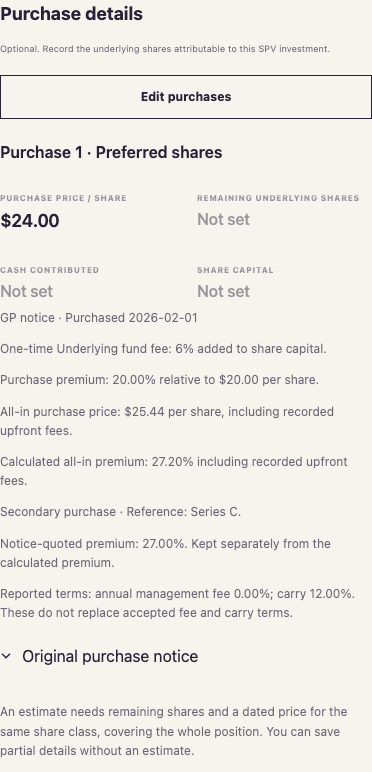 Purchase details
Optional. Record the underlying shares attributable to this SPV investment.
Edit purchases
Purchase 1 · Preferred shares
PURCHASE PRICE / SHARE
$24.00
REMAINING UNDERLYING SHARES
Not set
CASH CONTRIBUTED
Not set
SHARE CAPITAL
Not set
GP notice · Purchased 2026-02-01
One-time Underlying fund fee: 6% added to share capital.
Purchase premium: 20.00% relative to $20.00 per share.
All-in purchase price: $25.44 per share, including recorded
upfront fees.
Calculated all-in premium: 27.20% including recorded upfront
fees.
Secondary purchase · Reference: Series C.
Notice-quoted premium: 27.00%. Kept separately from the
calculated premium.
Reported terms: annual management fee 0.00%; carry 12.00%.
These do not replace accepted fee and carry terms.
Original purchase notice
An estimate needs remaining shares and a dated price for the
same share class, covering the whole position. You can save
partial details without an estimate.